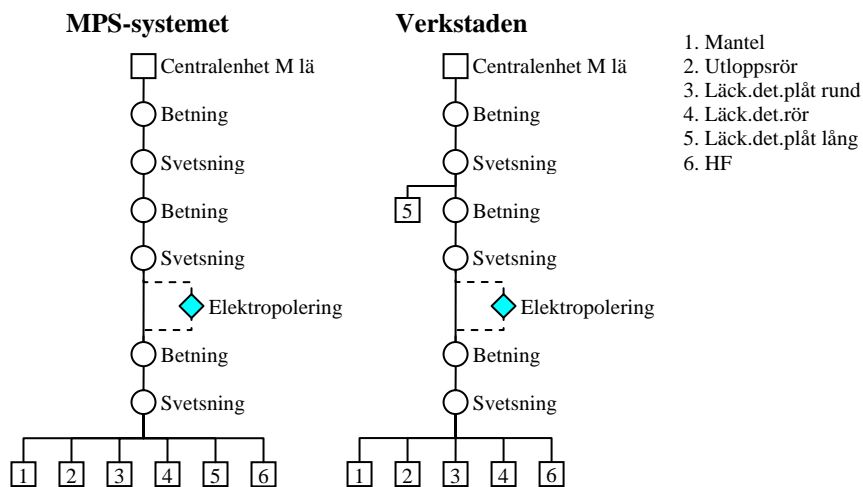 MPS-systemet
Centralenhet M lä
Betning
Svetsning
Betning
Svetsning
Elektropolering
Betning
Svetsning
1 2 3 4 5 6
Verkstaden
Centralenhet M lä
Betning
Svetsning
5 Betning
Svetsning
Elektropolering
Betning
Svetsning
1 2 3 4 6
1. Mantel
2. Utloppsrör
3. Läck.det.plåt rund
4. Läck.det.rör
5. Läck.det.plåt lång
6. HF